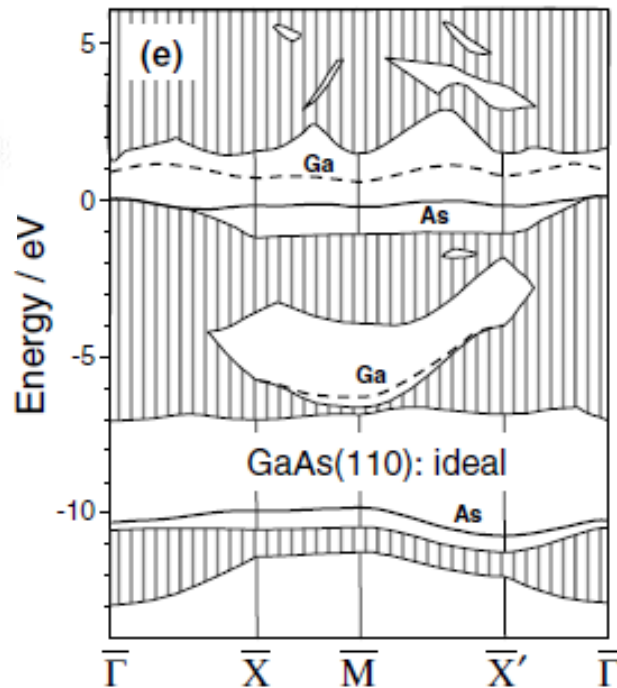 (e)
5
Ga
0
As
Energy / eV
-5
Ga
GaAs(110): ideal
-10
As
Γ̅ X̅ M̅ X̅′ Γ̅